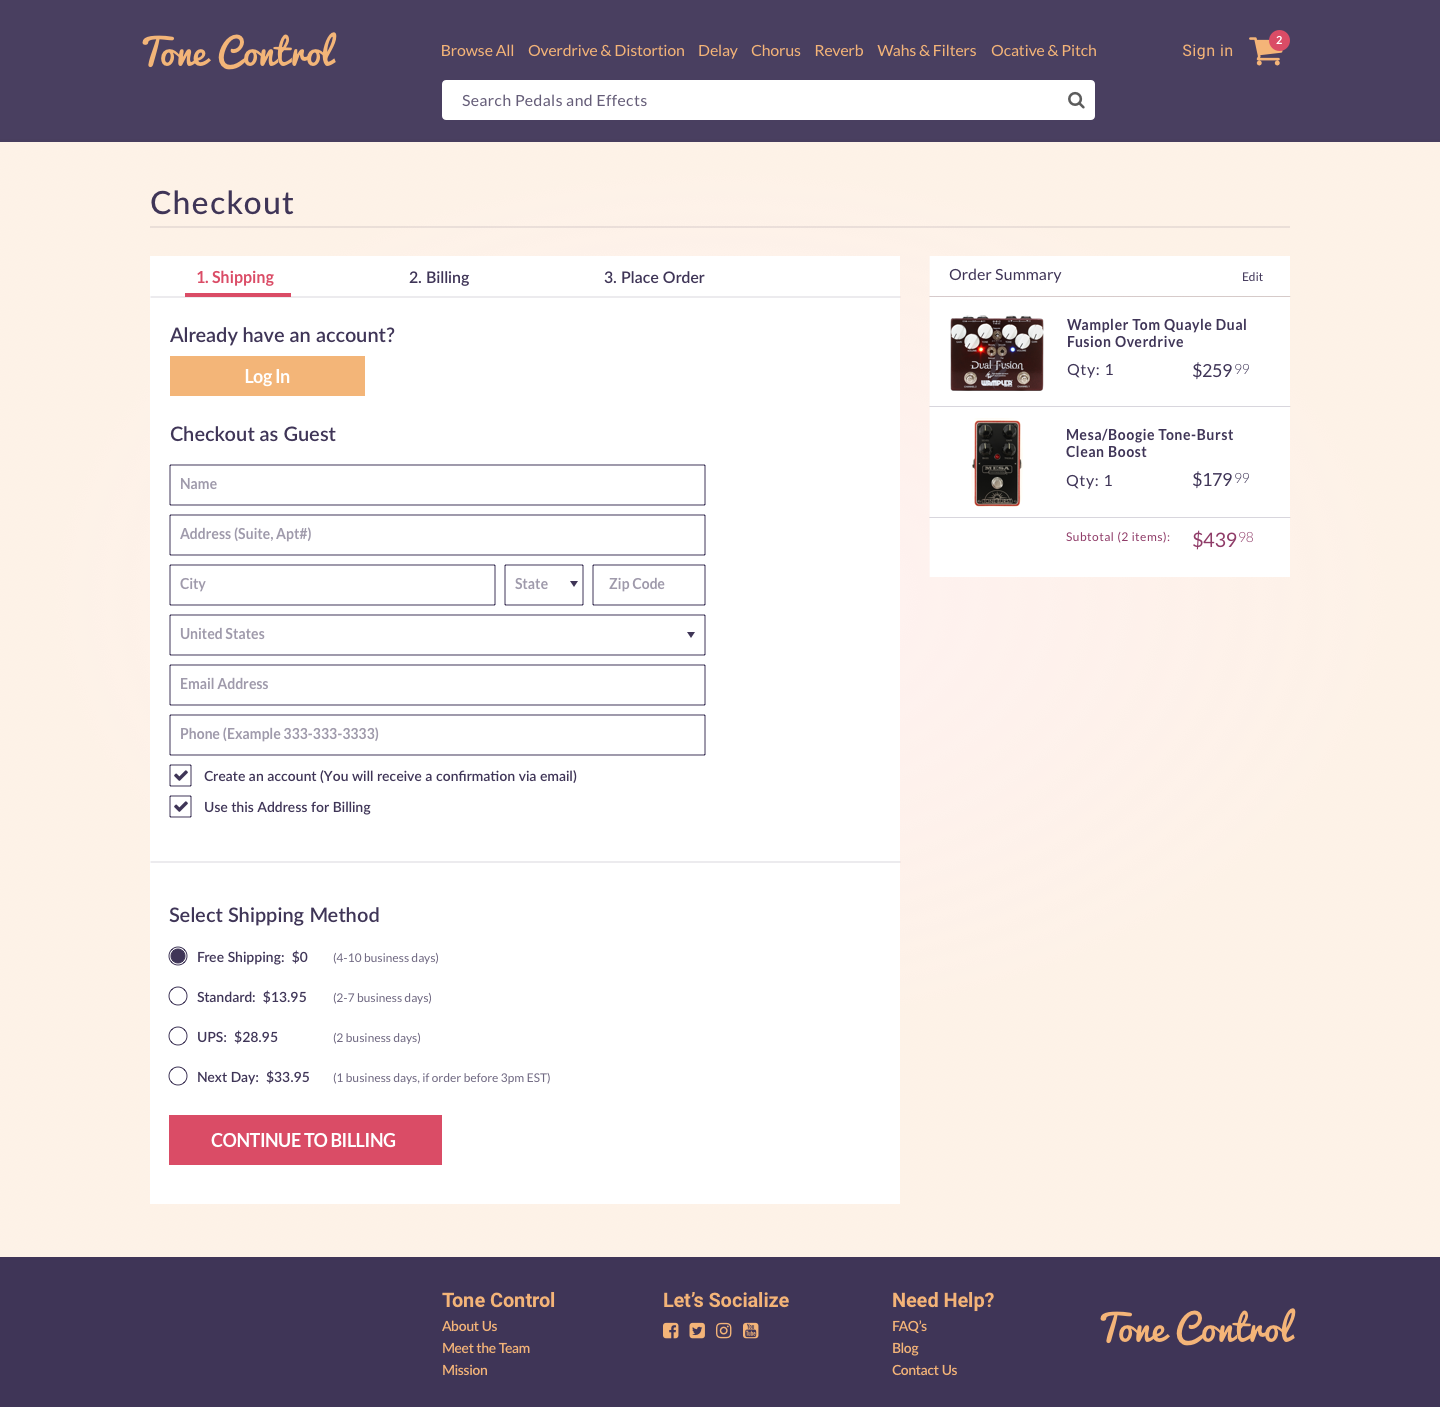 Tone Control
Browse All Overdrive & Distortion Delay Chorus Reverb Wahs & Filters Ocative & Pitch
Sign in
2
Search Pedals and Effects
Checkout
1. Shipping 2. Billing 3. Place Order
Already have an account?
Log In
Checkout as Guest
Name
Address (Suite, Apt#)
City State Zip Code
United States
Email Address
Phone (Example 333-333-3333)
Create an account (You will receive a confirmation via email)
Use this Address for Billing
Select Shipping Method
Free Shipping: $0 (4-10 business days)
Standard: $13.95 (2-7 business days)
UPS: $28.95 (2 business days)
Next Day: $33.95 (1 business days, if order before 3pm EST)
CONTINUE TO BILLING
Order Summary Edit
Dual Fusion
WAMPLER
Wampler Tom Quayle Dual
Fusion Overdrive
Qty: 1 $259 99
MESA
Mesa/Boogie Tone-Burst
Clean Boost
Qty: 1 $179 99
Subtotal (2 items): $439 98
Tone Control
About Us
Meet the Team
Mission
Let’s Socialize
You
Tube
Need Help?
FAQ’s
Blog
Contact Us
Tone Control